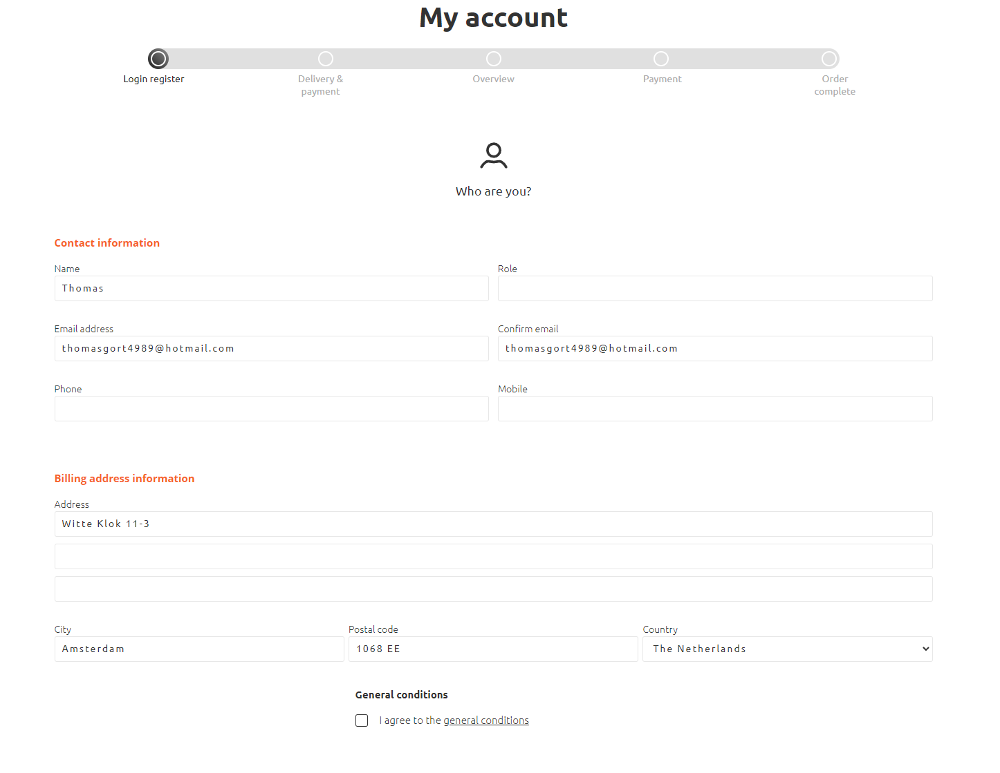 My account
Login register
Delivery &
payment
Overview
Payment
Order
complete
Who are you?
Contact information
Name
Role
Thomas
Email address
Confirm email
thomasgort4989@hotmail.com
thomasgort4989@hotmail.com
Phone
Mobile
Billing address information
Address
Witte Klok 11-3
City
Postal code
Country
Amsterdam
1068 EE
The Netherlands
General conditions
I agree to the general conditions